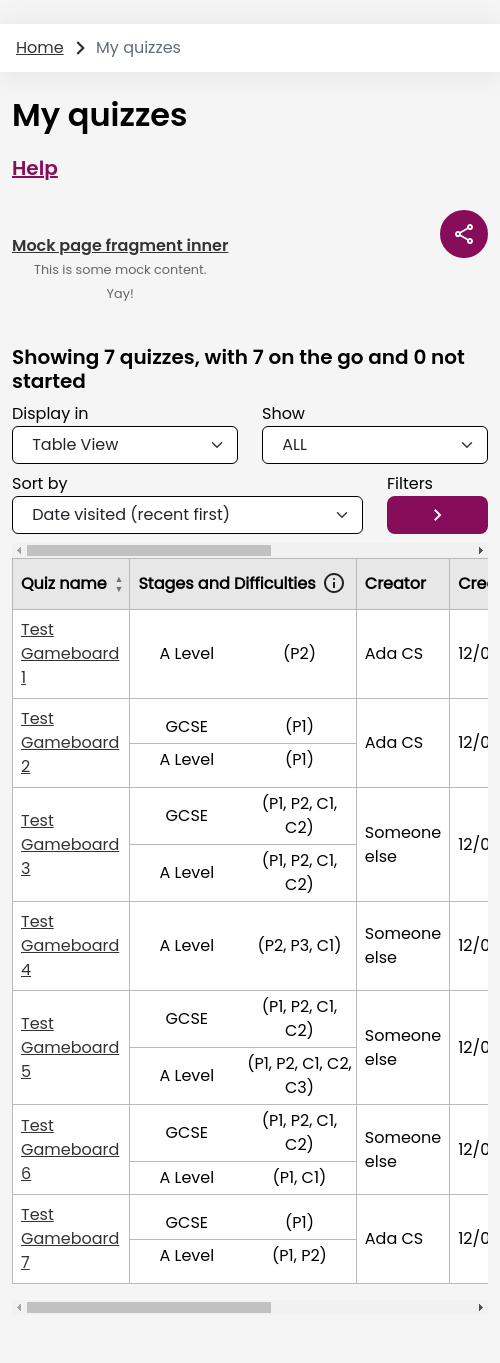 Home > My quizzes
My quizzes
Help
Mock page fragment inner
This is some mock content.
Yay!
Showing 7 quizzes, with 7 on the go and 0 not
started
Display in
Show
Table View
ALL
Sort by
Filters
Date visited (recent first)
Quiz name Stages and Difficulties Creator
Test
Gameboard
1
A Level (P2)
Ada CS
12/0
Test
Gameboard
2
GCSE (P1)
A Level (P1)
Ada CS
12/0
Test
Gameboard
3
GCSE (P1, P2, C1,
C2)
A Level (P1, P2, C1,
C2)
Someone
else
12/0
Test
Gameboard
4
A Level (P2, P3, C1)
Someone
else
12/0
Test
Gameboard
5
GCSE (P1, P2, C1,
C2)
A Level (P1, P2, C1, C2,
C3)
Someone
else
12/0
Test
Gameboard
6
GCSE (P1, P2, C1,
C2)
A Level (P1, C1)
Someone
else
12/0
Test
Gameboard
7
GCSE (P1)
A Level (P1, P2)
Ada CS
12/0